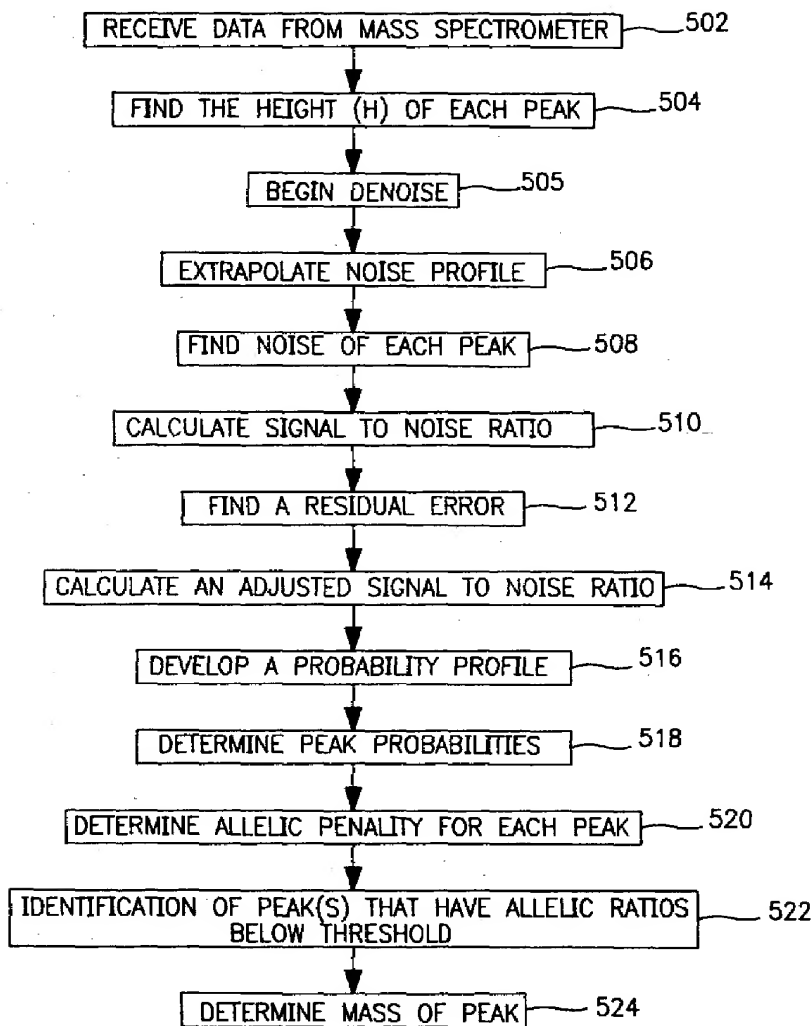 RECEIVE DATA FROM MASS SPECTROMETER 502
FIND THE HEIGHT (H) OF EACH PEAK 504
BEGIN DENOISE 505
EXTRAPOLATE NOISE PROFILE 506
FIND NOISE OF EACH PEAK 508
CALCULATE SIGNAL TO NOISE RATIO 510
FIND A RESIDUAL ERROR 512
CALCULATE AN ADJUSTED SIGNAL TO NOISE RATIO 514
DEVELOP A PROBABILITY PROFILE 516
DETERMINE PEAK PROBABILITIES 518
DETERMINE ALLELIC PENALITY FOR EACH PEAK 520
IDENTIFICATION OF PEAK(S) THAT HAVE ALLELIC RATIOS 522
BELOW THRESHOLD
DETERMINE MASS OF PEAK 524